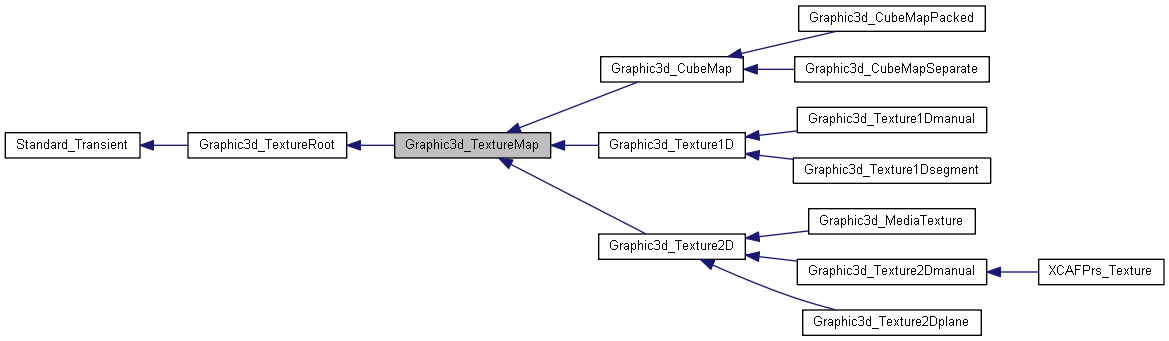 Graphic3d_CubeMapPacked
Graphic3d_CubeMap
Graphic3d_CubeMapSeparate
Graphic3d_Texture1Dmanual
Standard_Transient
Graphic3d_TextureRoot
Graphic3d_TextureMap
Graphic3d_Texture1D
Graphic3d_Texture1Dsegment
Graphic3d_MediaTexture
Graphic3d_Texture2D
Graphic3d_Texture2Dmanual
XCAFPrs_Texture
Graphic3d_Texture2Dplane